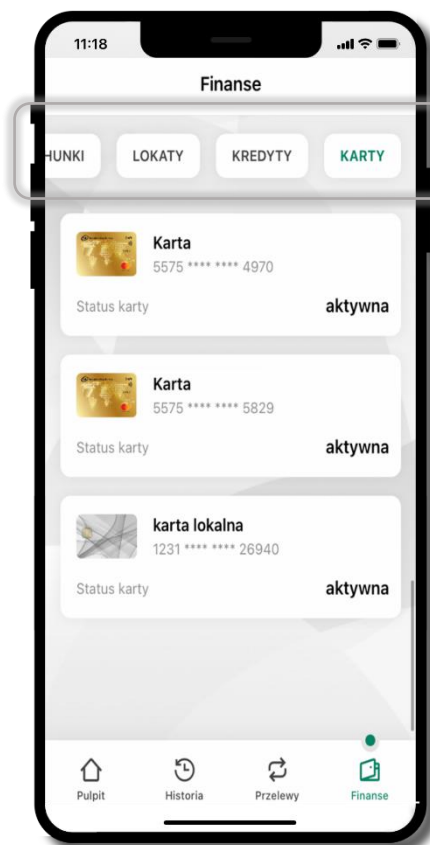 11:18
Finanse
HUNKI LOKATY KREDYTY KARTY
Karta
5575 **** **** 4970
Status karty aktywna
Karta
5575 **** **** 5829
Status karty aktywna
karta lokalna
1231 **** **** 26940
Status karty aktywna
Pulpit Historia Przelewy Finanse